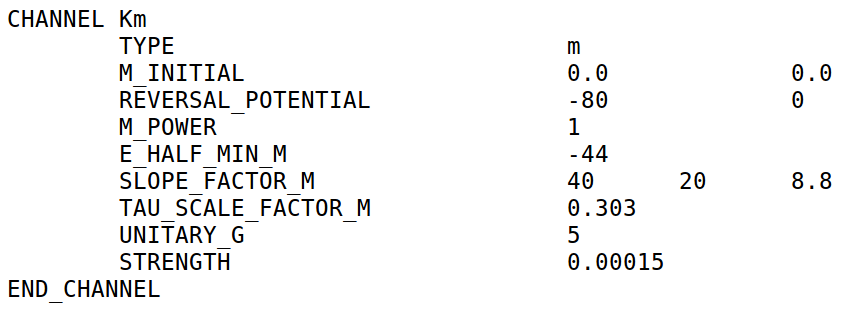 CHANNEL Km
TYPE m
M_INITIAL 0.0 0.0
REVERSAL_POTENTIAL -80 0
M_POWER 1
E_HALF_MIN_M -44
SLOPE_FACTOR_M 40 20 8.8
TAU_SCALE_FACTOR_M 0.303
UNITARY_G 5
STRENGTH 0.00015
END_CHANNEL